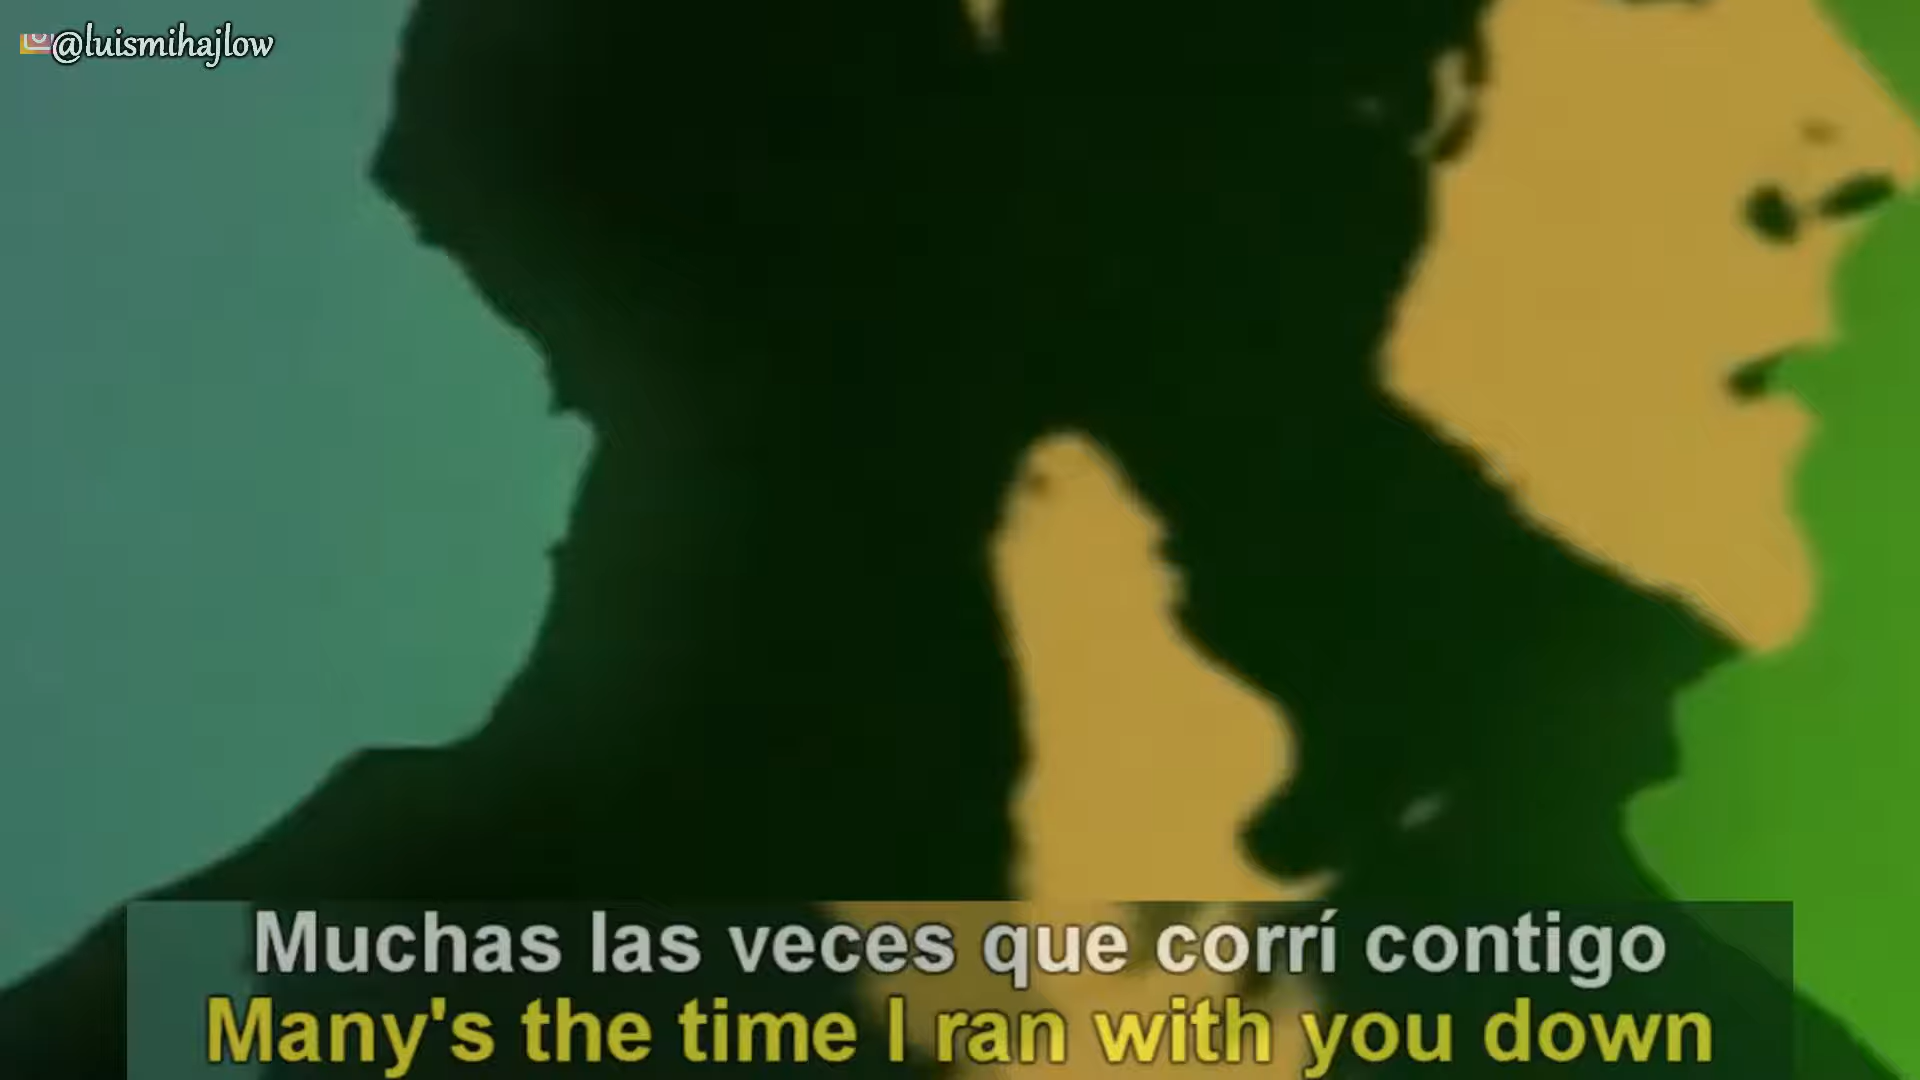 @luismihajlow
Muchas las veces que corrí contigo
Many's the time I ran with you down